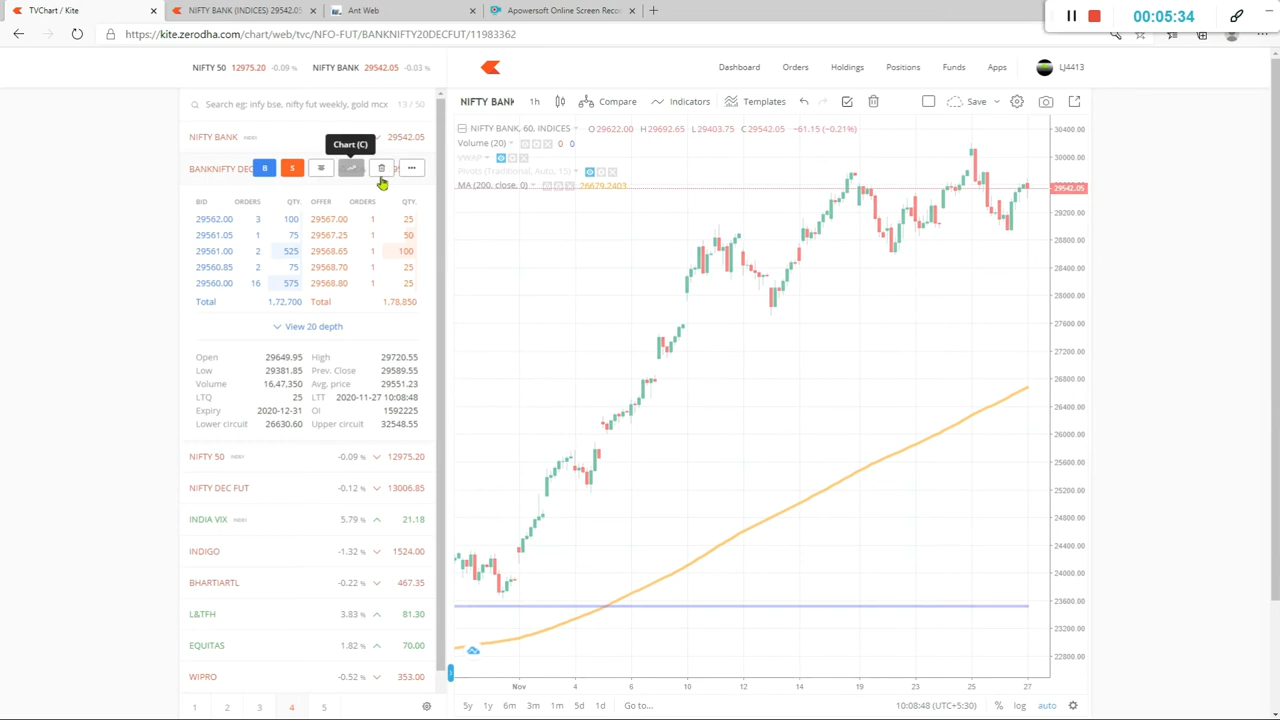 TVChart / Kite
NIFTY BANK (INDICES) 29542.05
Ant Web
Apowersoft Online Screen Reco
00:05:34
https://kite.zerodha.com/chart/web/tvc/NFO-FUT/BANKNIFTY20DECFUT/11983362
NIFTY 50 12975.20 -0.09 % NIFTY BANK 29542.05 -0.03 %
Dashboard Orders Holdings Positions Funds Apps LJ4413
Search eg: infy bse, nifty fut weekly, gold mcx 13 / 50
NIFTY BANK 1h Compare Indicators Templates Save
NIFTY BANK INDEX 29542.05
Chart (C)
BANKNIFTY DEC B S
NIFTY BANK, 60, INDICES O29622.00 H29692.65 L29403.75 C29542.05 −61.15 (−0.21%)
Volume (20) 0 0
VWAP
Pivots (Traditional, Auto, 15)
MA (200, close, 0) 26679.2403
BID ORDERS QTY. OFFER ORDERS QTY.
29562.00 3 100 29567.00 1 25
29561.05 1 75 29567.25 1 50
29561.00 2 525 29568.65 1 100
29560.85 2 75 29568.70 1 25
29560.00 16 575 29568.80 1 25
Total 1,72,700 Total 1,78,850
View 20 depth
Open 29649.95 High 29720.55
Low 29381.85 Prev. Close 29589.55
Volume 16,47,350 Avg. price 29551.23
LTQ 25 LTT 2020-11-27 10:08:48
Expiry 2020-12-31 OI 1592225
Lower circuit 26630.60 Upper circuit 32548.55
NIFTY 50 INDEX -0.09 % 12975.20
NIFTY DEC FUT -0.12 % 13006.85
INDIA VIX INDEX 5.79 % 21.18
INDIGO -1.32 % 1524.00
BHARTIARTL -0.22 % 467.35
L&TFH 3.83 % 81.30
EQUITAS 1.82 % 70.00
WIPRO -0.52 % 353.00
1 2 3 4 5
30400.00
30000.00
29542.05
29200.00
28800.00
28400.00
28000.00
27600.00
27200.00
26800.00
26400.00
26000.00
25600.00
25200.00
24800.00
24400.00
24000.00
23600.00
23200.00
22800.00
Nov 4 6 10 12 14 19 23 25 27
5y 1y 6m 3m 1m 5d 1d Go to... 10:08:48 (UTC+5:30) % log auto